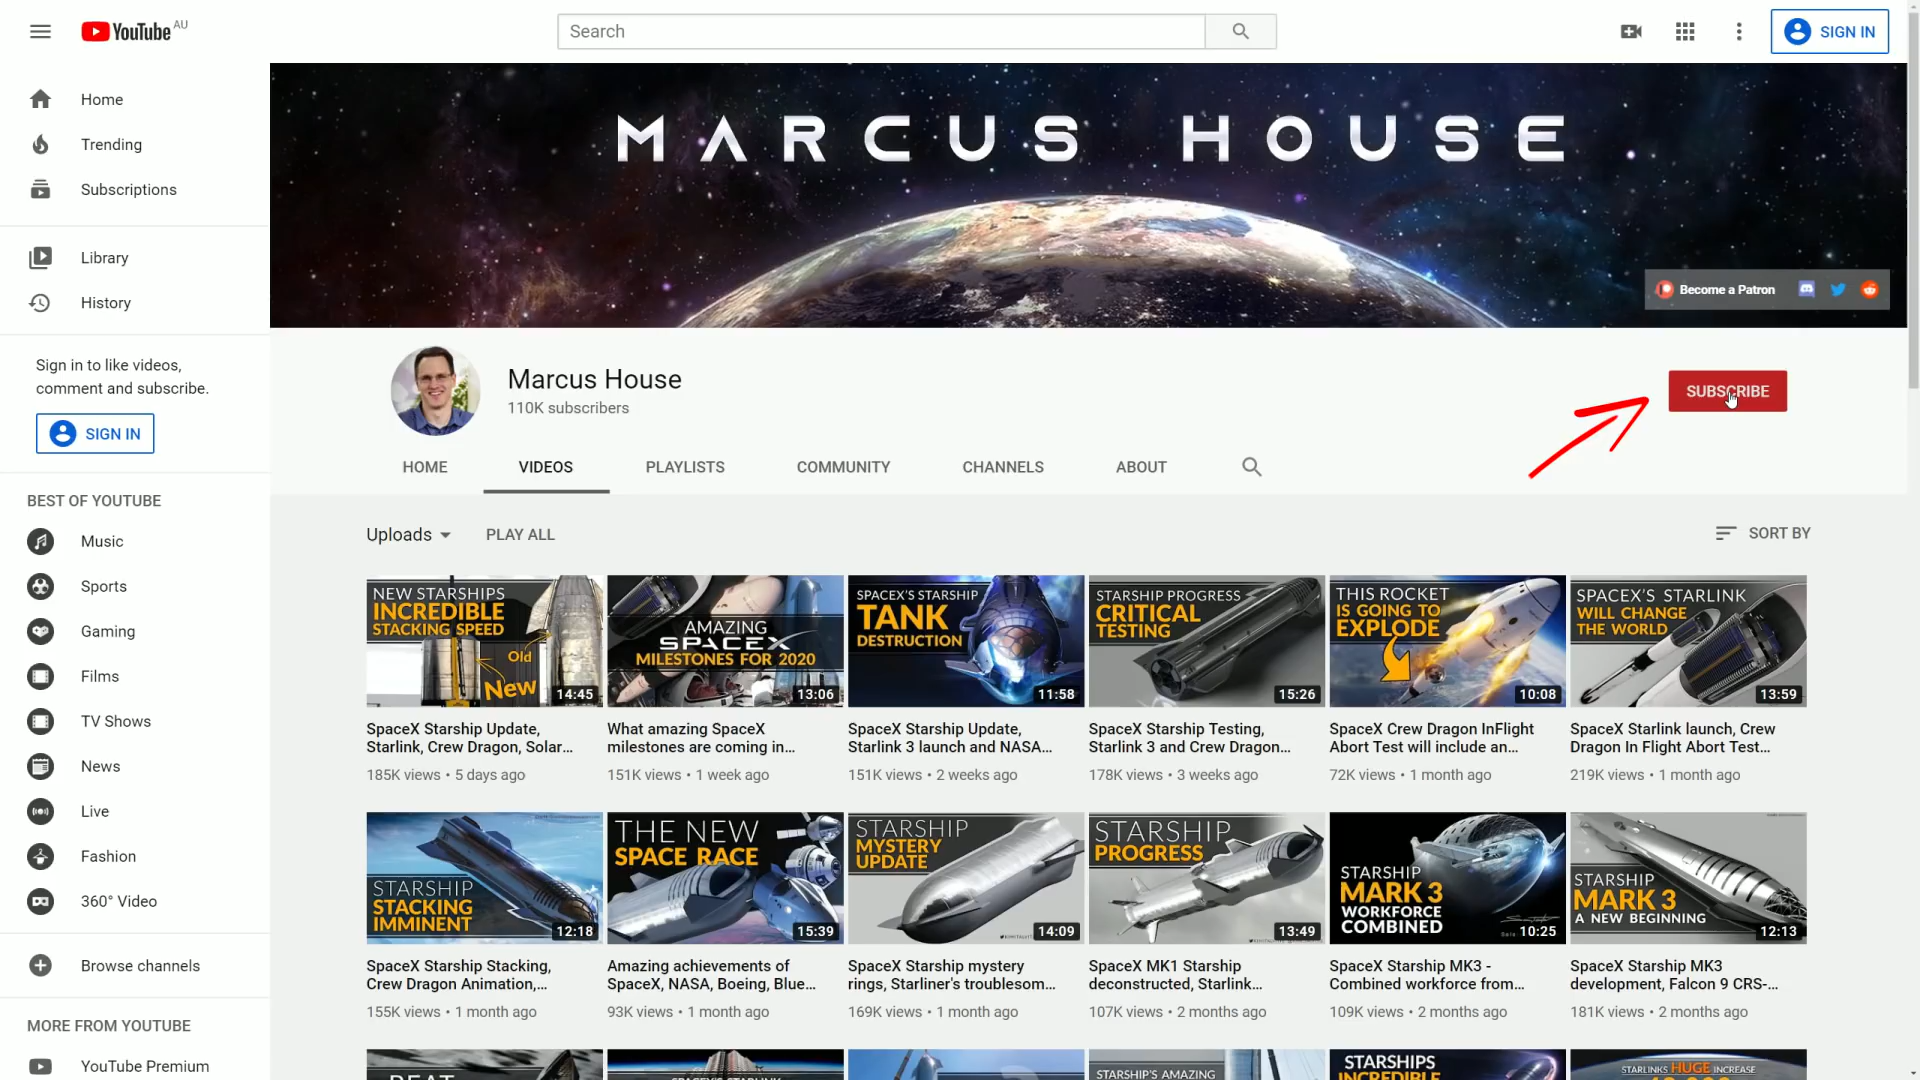 YouTube AU
Search
SIGN IN
Home
Trending
Subscriptions
Library
History
Sign in to like videos,
comment and subscribe.
SIGN IN
BEST OF YOUTUBE
Music
Sports
Gaming
Films
TV Shows
News
Live
Fashion
360° Video
Browse channels
MORE FROM YOUTUBE
YouTube Premium
MARCUS HOUSE
Become a Patron
Marcus House
110K subscribers
SUBSCRIBE
HOME
VIDEOS
PLAYLISTS
COMMUNITY
CHANNELS
ABOUT
Uploads
PLAY ALL
SORT BY
NEW STARSHIPS
INCREDIBLE
STACKING SPEED
Old
New
14:45
SpaceX Starship Update,
Starlink, Crew Dragon, Solar...
185K views • 5 days ago
AMAZING
SPACEX
MILESTONES FOR 2020
13:06
What amazing SpaceX
milestones are coming in...
151K views • 1 week ago
SPACEX'S STARSHIP
TANK
DESTRUCTION
11:58
SpaceX Starship Update,
Starlink 3 launch and NASA...
151K views • 2 weeks ago
STARSHIP PROGRESS
CRITICAL
TESTING
15:26
SpaceX Starship Testing,
Starlink 3 and Crew Dragon...
178K views • 3 weeks ago
THIS ROCKET
IS GOING TO
EXPLODE
10:08
SpaceX Crew Dragon InFlight
Abort Test will include an...
72K views • 1 month ago
SPACEX'S STARLINK
WILL CHANGE
THE WORLD
13:59
SpaceX Starlink launch, Crew
Dragon In Flight Abort Test...
219K views • 1 month ago
STARSHIP
STACKING
IMMINENT
12:18
SpaceX Starship Stacking,
Crew Dragon Animation,...
155K views • 1 month ago
THE NEW
SPACE RACE
15:39
Amazing achievements of
SpaceX, NASA, Boeing, Blue...
93K views • 1 month ago
STARSHIP
MYSTERY
UPDATE
14:09
SpaceX Starship mystery
rings, Starliner's troublesom...
169K views • 1 month ago
STARSHIP
PROGRESS
13:49
SpaceX MK1 Starship
deconstructed, Starlink...
107K views • 2 months ago
STARSHIP
MARK 3
WORKFORCE
COMBINED
10:25
SpaceX Starship MK3 -
Combined workforce from...
109K views • 2 months ago
STARSHIP
MARK 3
A NEW BEGINNING
12:13
SpaceX Starship MK3
development, Falcon 9 CRS-...
181K views • 2 months ago
STARSHIP'S AMAZING
STARSHIPS
INCREDIBLE
STARLINKS HUGE INCREASE